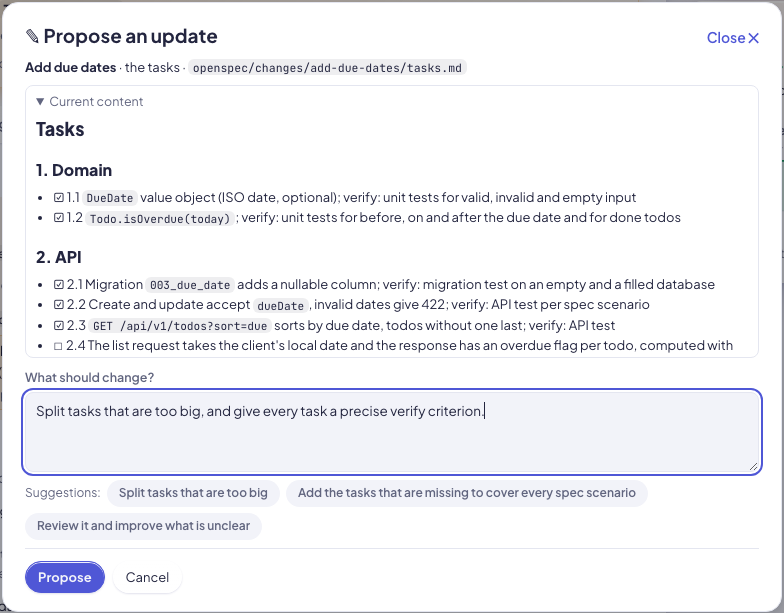 ✎ Propose an update
Close ✕
Add due dates · the tasks · openspec/changes/add-due-dates/tasks.md
▼ Current content
Tasks
1. Domain
• ☑ 1.1 DueDate value object (ISO date, optional); verify: unit tests for valid, invalid and empty input
• ☑ 1.2 Todo.isOverdue(today) ; verify: unit tests for before, on and after the due date and for done todos
2. API
• ☑ 2.1 Migration 003_due_date adds a nullable column; verify: migration test on an empty and a filled database
• ☑ 2.2 Create and update accept dueDate , invalid dates give 422; verify: API test per spec scenario
• ☑ 2.3 GET /api/v1/todos?sort=due sorts by due date, todos without one last; verify: API test
• ☐ 2.4 The list request takes the client's local date and the response has an overdue flag per todo, computed with
What should change?
Split tasks that are too big, and give every task a precise verify criterion.
Suggestions: Split tasks that are too big Add the tasks that are missing to cover every spec scenario
Review it and improve what is unclear
Propose Cancel